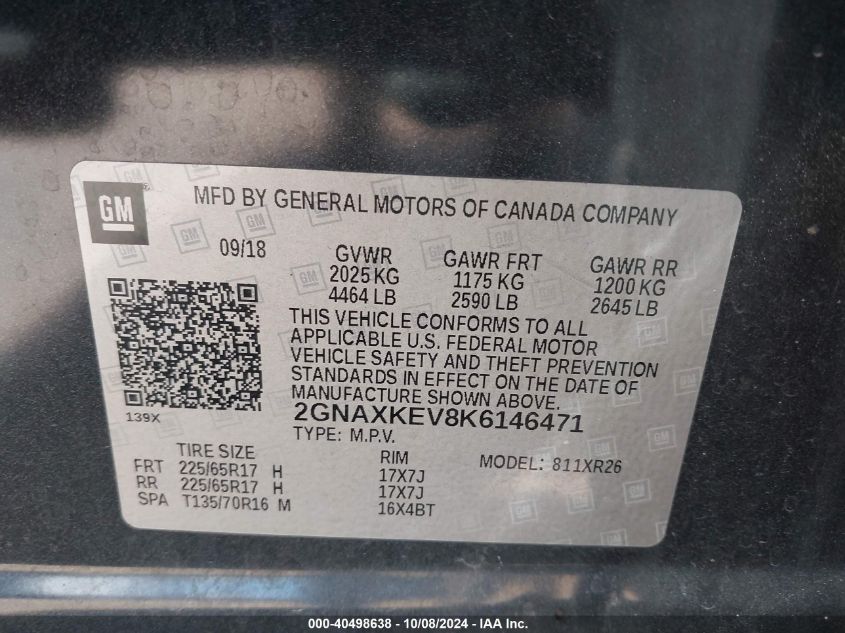 GM
MFD BY GENERAL MOTORS OF CANADA COMPANY
09/18
GVWR
2025 KG
4464 LB
GAWR FRT
1175 KG
2590 LB
GAWR RR
1200 KG
2645 LB
THIS VEHICLE CONFORMS TO ALL
APPLICABLE U.S. FEDERAL MOTOR
VEHICLE SAFETY AND THEFT PREVENTION
STANDARDS IN EFFECT ON THE DATE OF
MANUFACTURE SHOWN ABOVE.
2GNAXKEV8K6146471
TYPE: M.P.V.
139X
TIRE SIZE
RIM
MODEL: 811XR26
FRT 225/65R17 H 17X7J
RR 225/65R17 H 17X7J
SPA T135/70R16 M 16X4BT
000-40498638 - 10/08/2024 - IAA Inc.